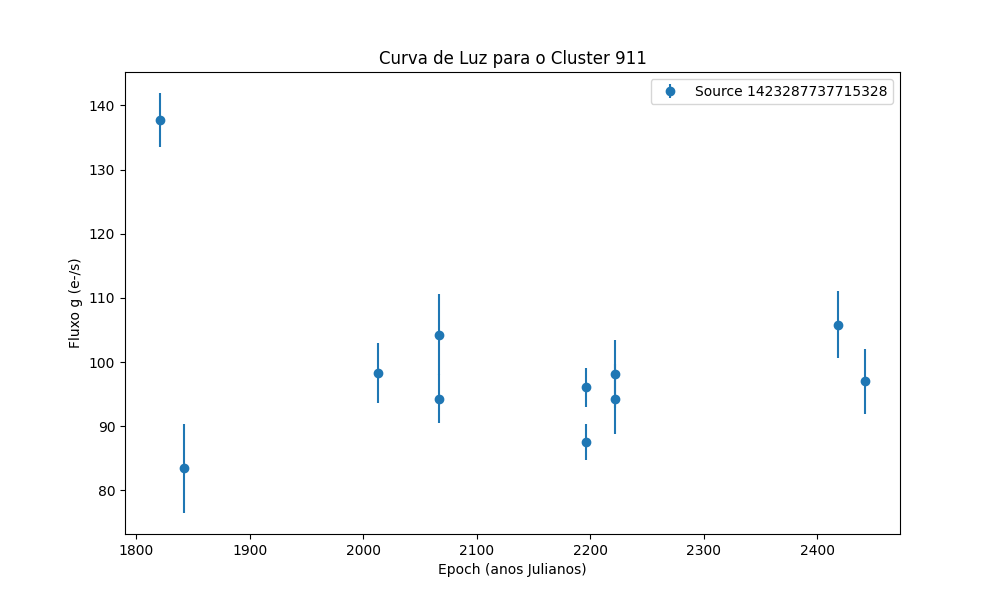 Curva de Luz para o Cluster 911
Source 1423287737715328
140
130
120
110
100
90
80
Fluxo g (e-/s)
1800 1900 2000 2100 2200 2300 2400
Epoch (anos Julianos)